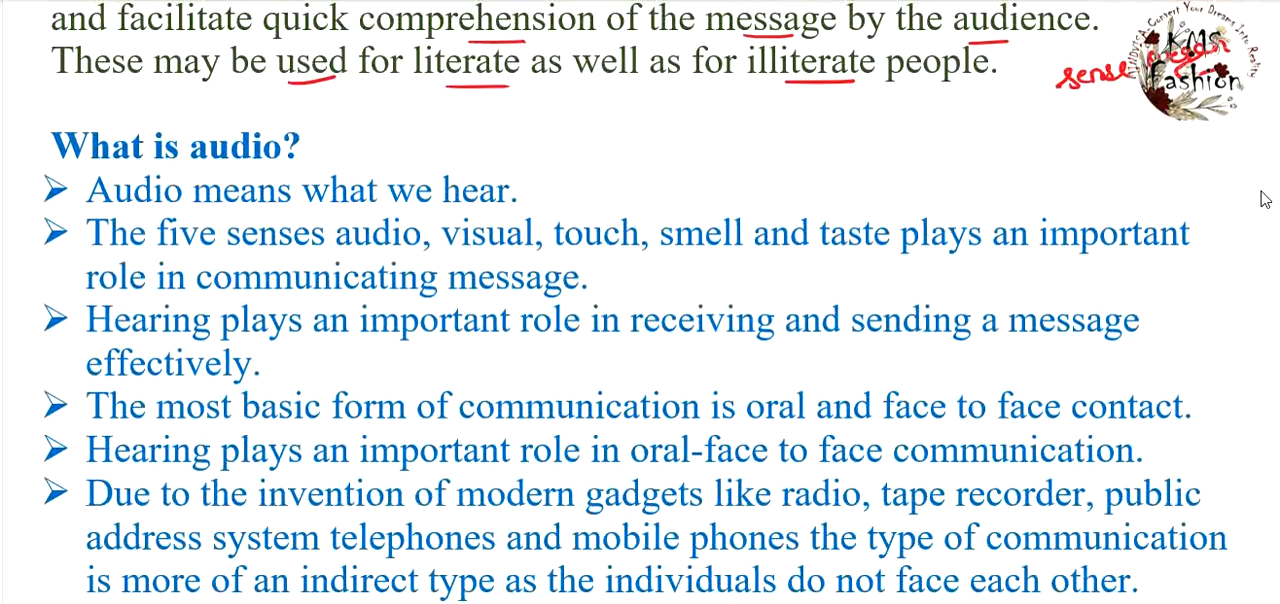 and facilitate quick comprehension of the message by the audience.
These may be used for literate as well as for illiterate people.
sense
KMS
Fashion
Convert Your Dreams Into Reality
What is audio?
➢ Audio means what we hear.
➢ The five senses audio, visual, touch, smell and taste plays an important
role in communicating message.
➢ Hearing plays an important role in receiving and sending a message
effectively.
➢ The most basic form of communication is oral and face to face contact.
➢ Hearing plays an important role in oral-face to face communication.
➢ Due to the invention of modern gadgets like radio, tape recorder, public
address system telephones and mobile phones the type of communication
is more of an indirect type as the individuals do not face each other.